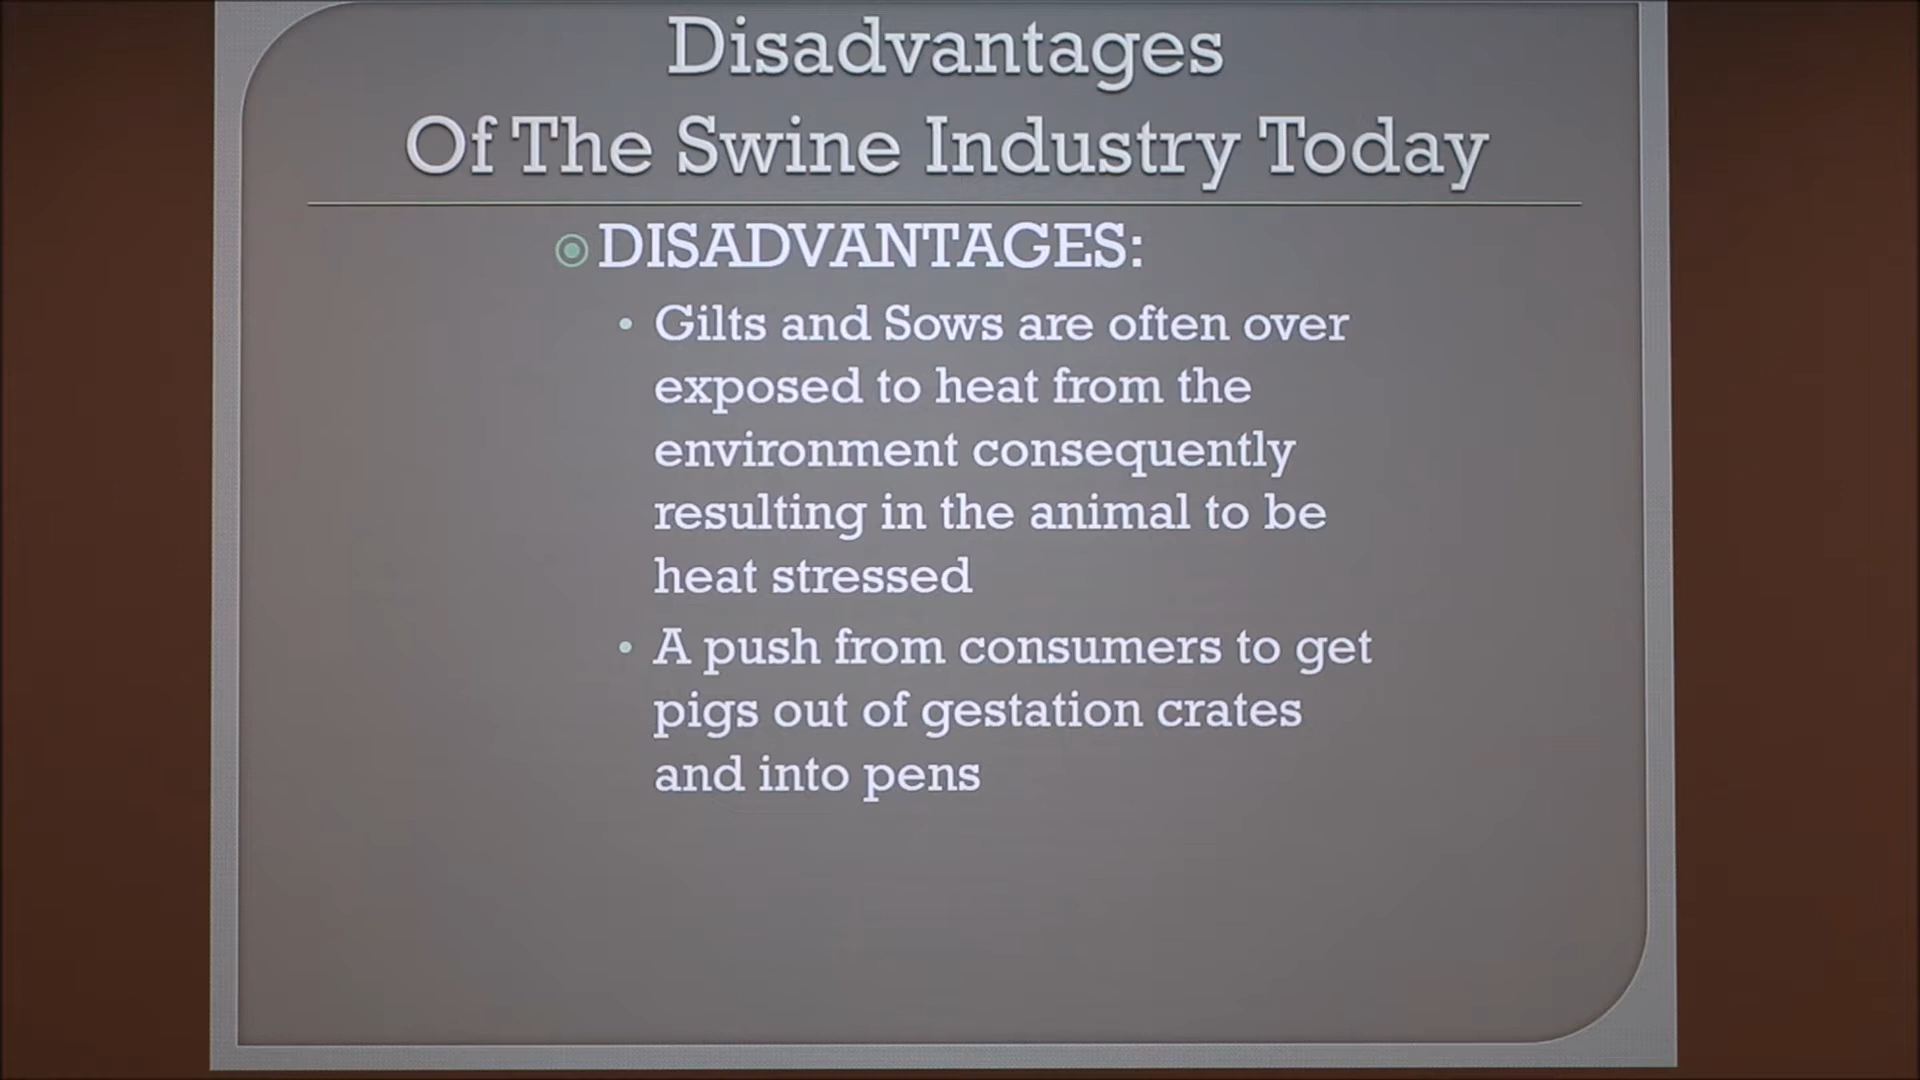 Disadvantages
Of The Swine Industry Today
DISADVANTAGES:
• Gilts and Sows are often over
exposed to heat from the
environment consequently
resulting in the animal to be
heat stressed
• A push from consumers to get
pigs out of gestation crates
and into pens